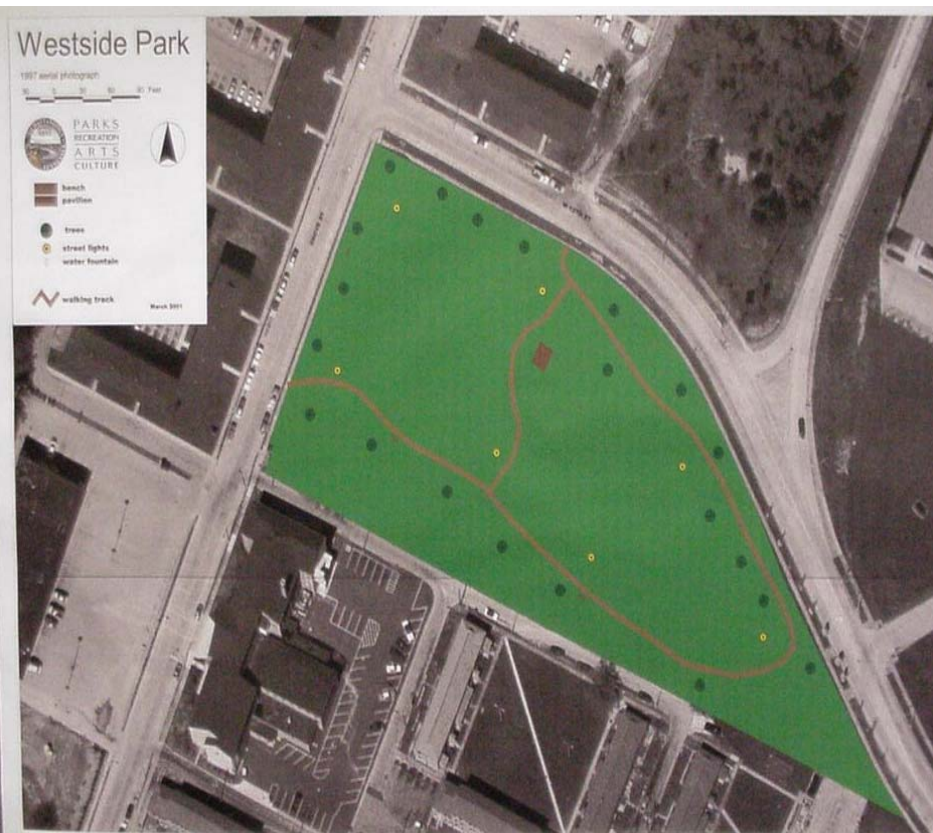 Westside Park
1997 aerial photograph
Feet
PARKS
RECREATION
ARTS
CULTURE
bench
pavilion
trees
street lights
water fountain
walking track
March 2001